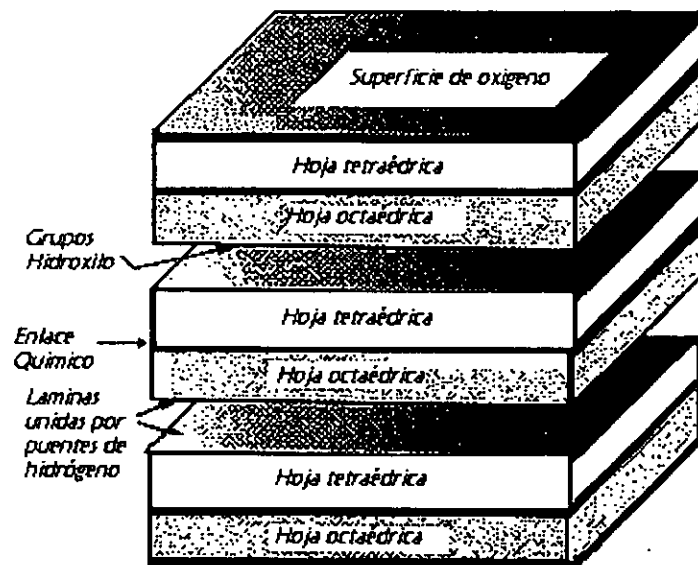 Superficie de oxigeno
Hoja tetraédrica
Hoja octaédrica
Grupos
Hidroxilo
Hoja tetraédrica
Enlace
Químico
Hoja octaédrica
Laminas
unidas por
puentes de
hidrógeno
Hoja tetraédrica
Hoja octaédrica